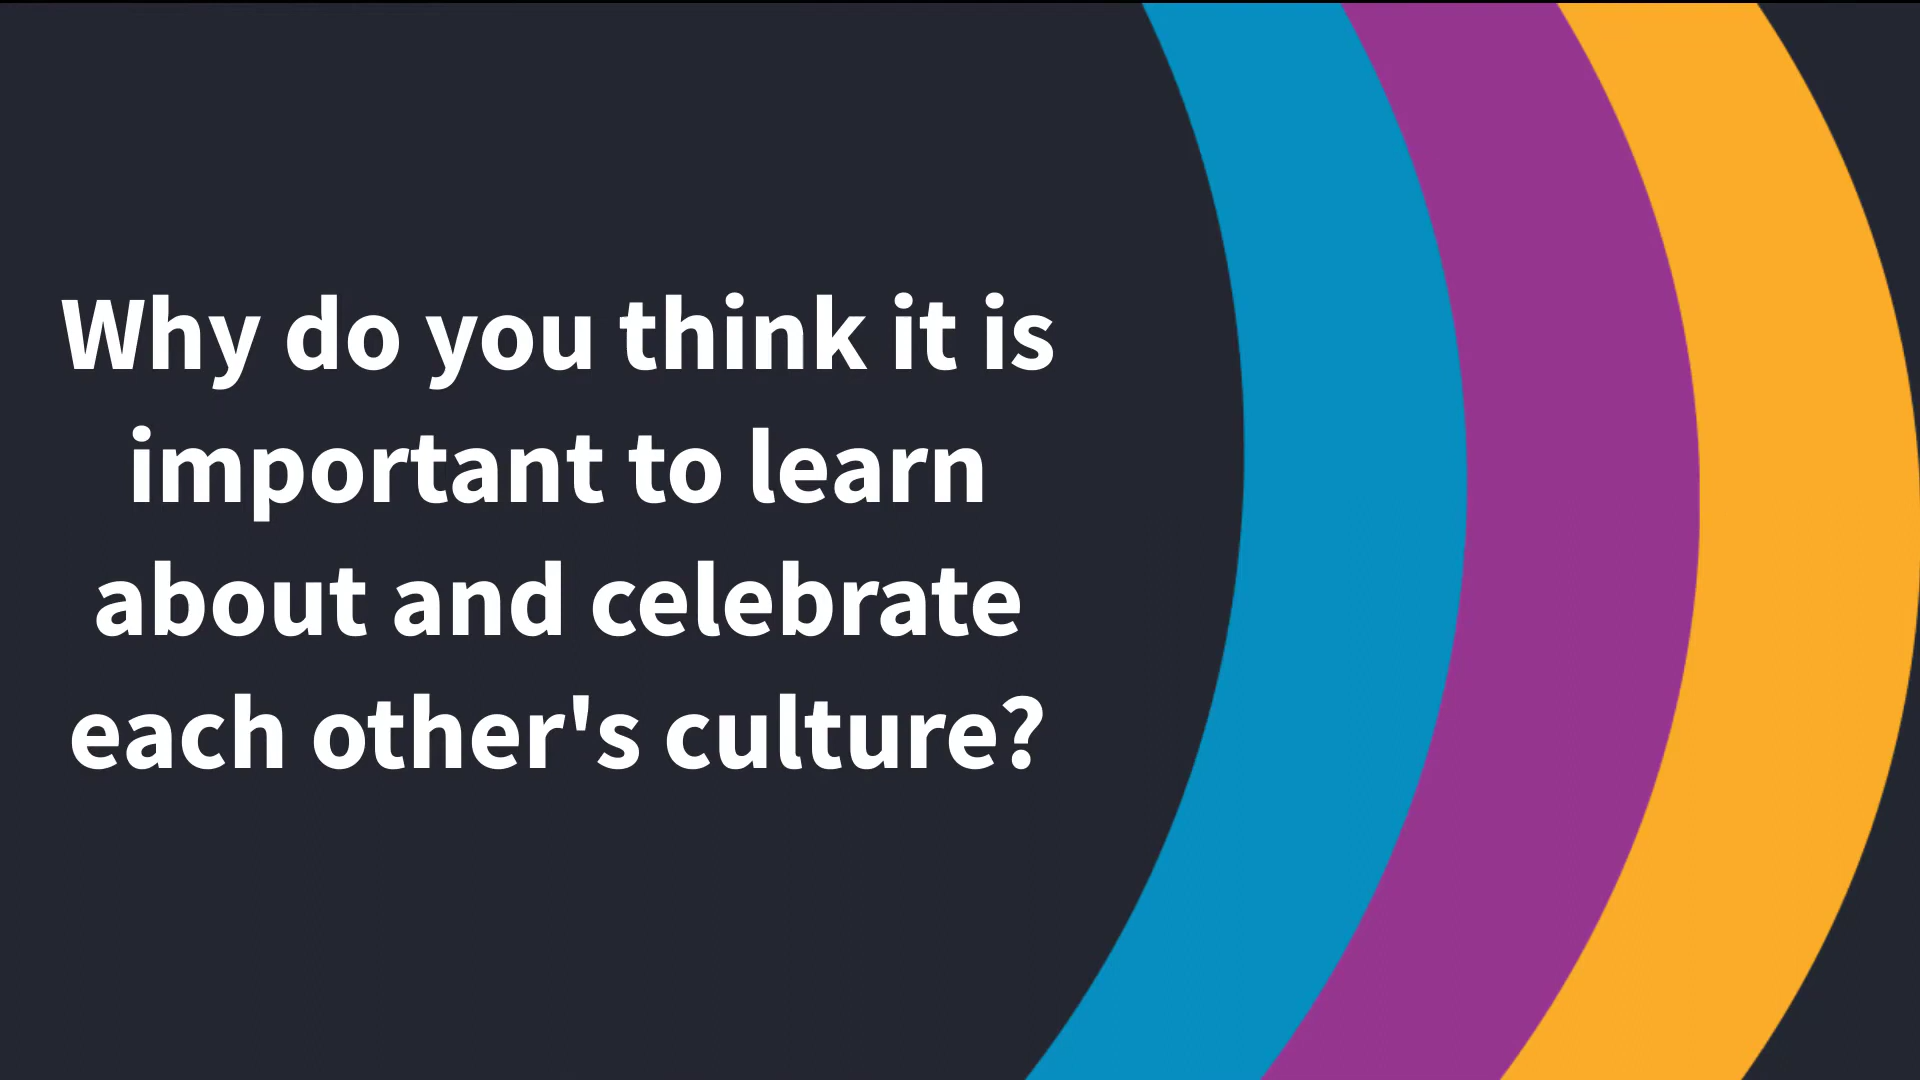 Why do you think it is
important to learn
about and celebrate
each other's culture?